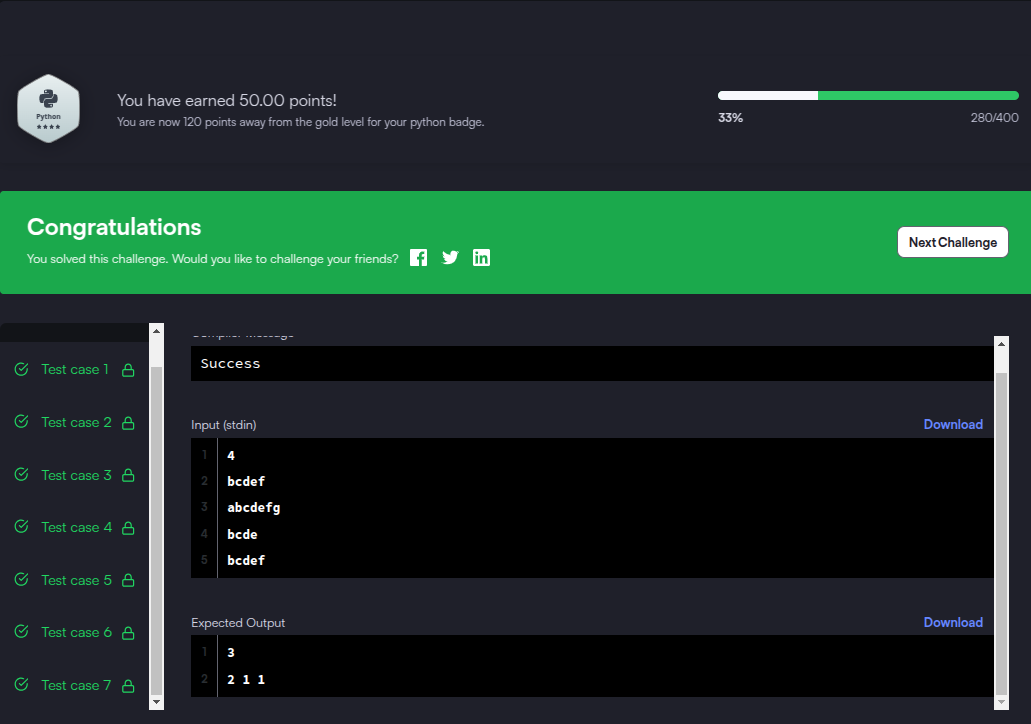 Python
You have earned 50.00 points!
You are now 120 points away from the gold level for your python badge.
33%
280/400
Congratulations
You solved this challenge. Would you like to challenge your friends?
Next Challenge
Test case 1
Test case 2
Test case 3
Test case 4
Test case 5
Test case 6
Test case 7
Compiler Message
Success
Input (stdin)
Download
1 4
2 bcdef
3 abcdefg
4 bcde
5 bcdef
Expected Output
Download
1 3
2 2 1 1